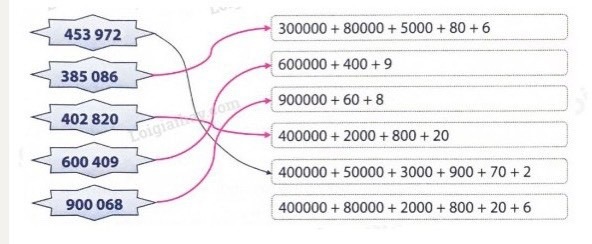 453 972
300000 + 80000 + 5000 + 80 + 6
385 086
600000 + 400 + 9
900000 + 60 + 8
402 820
400000 + 2000 + 800 + 20
600 409
400000 + 50000 + 3000 + 900 + 70 + 2
900 068
400000 + 80000 + 2000 + 800 + 20 + 6